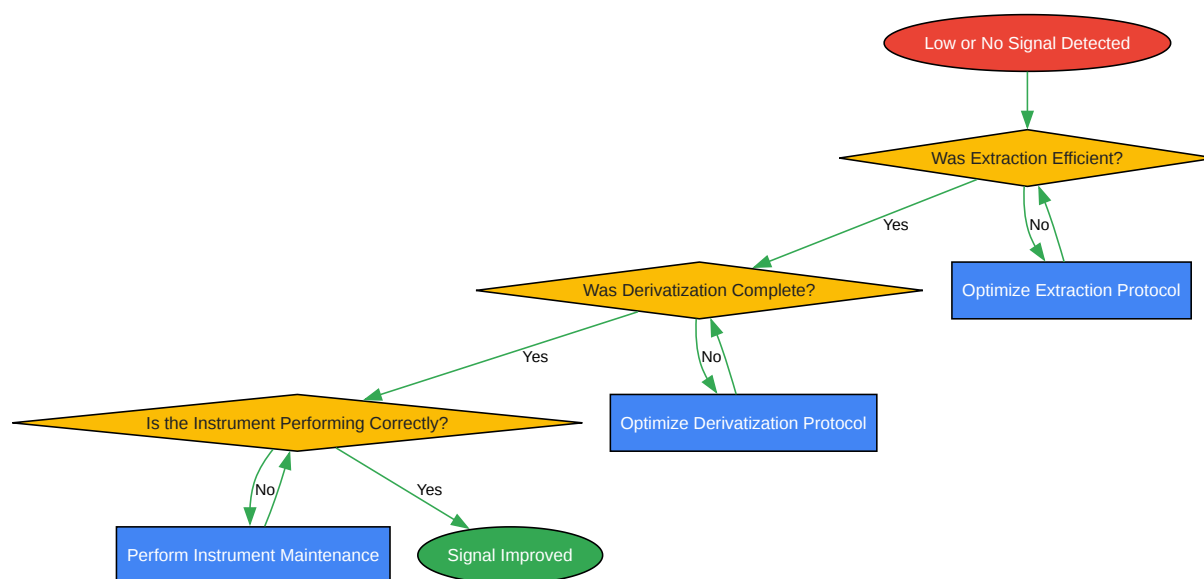 Low or No Signal Detected
Was Extraction Efficient?
Yes
No
Was Derivatization Complete?
Optimize Extraction Protocol
Yes
No
Is the Instrument Performing Correctly?
Optimize Derivatization Protocol
No
Yes
Perform Instrument Maintenance
Signal Improved